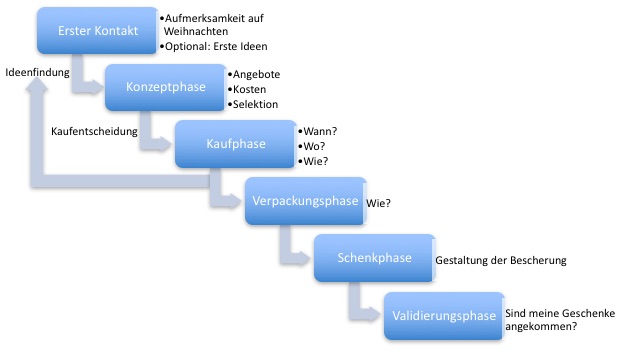 Erster Kontakt
•Aufmerksamkeit auf
Weihnachten
•Optional: Erste Ideen
Ideenfindung
Konzeptphase
•Angebote
•Kosten
•Selektion
Kaufentscheidung
Kaufphase
•Wann?
•Wo?
•Wie?
Verpackungsphase
Wie?
Schenkphase
Gestaltung der Bescherung
Validierungsphase
Sind meine Geschenke
angekommen?